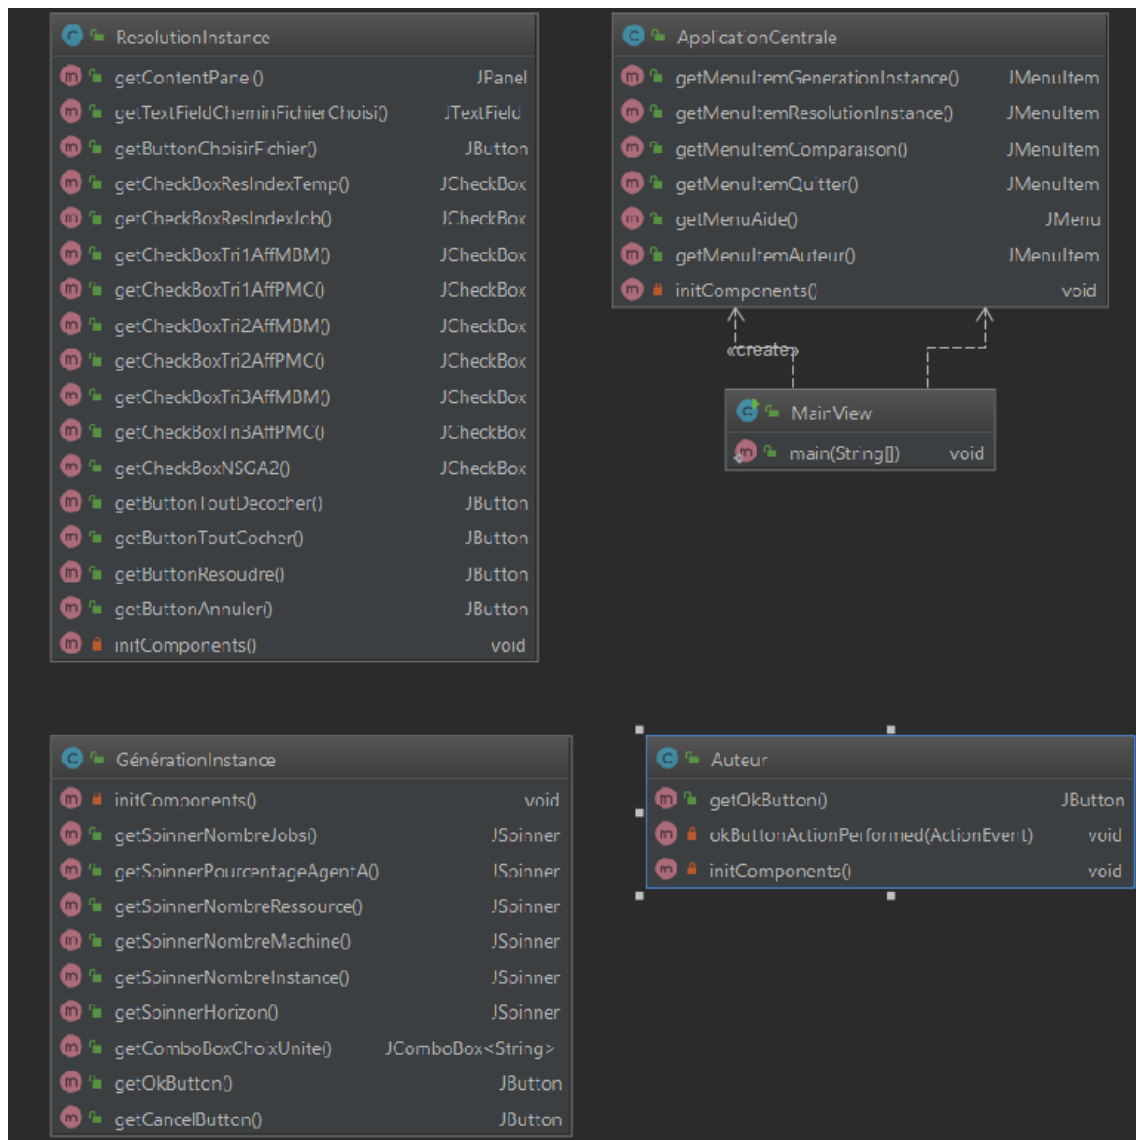 ResolutionInstance
getContentPane() JPanel
getTextFieldCheminFichierChoisi() JTextField
getButtonChoisirFichier() JButton
getCheckBoxResIndexTemp() JCheckBox
getCheckBoxResIndexJob() JCheckBox
getCheckBoxTri1AffMBM() JCheckBox
getCheckBoxTri1AffPMC() JCheckBox
getCheckBoxTri2AffMBM() JCheckBox
getCheckBoxTri2AffPMC() JCheckBox
getCheckBoxTri3AffMBM() JCheckBox
getCheckBoxTri3AffPMC() JCheckBox
getCheckBoxNSGA2() JCheckBox
getButtonToutDecocher() JButton
getButtonToutCocher() JButton
getButtonResoudre() JButton
getButtonAnnuler() JButton
initComponents() void
ApplicationCentrale
getMenuItemGenerationInstance() JMenuItem
getMenuItemResolutionInstance() JMenuItem
getMenuItemComparaison() JMenuItem
getMenuItemQuitter() JMenuItem
getMenuAide() JMenu
getMenuItemAuteur() JMenuItem
initComponents() void
«create»
MainView
main(String[]) void
GénérationInstance
initComponents() void
getSpinnerNombreJobs() JSpinner
getSpinnerPourcentageAgentA() JSpinner
getSpinnerNombreRessource() JSpinner
getSpinnerNombreMachine() JSpinner
getSpinnerNombreInstance() JSpinner
getSpinnerHorizon() JSpinner
getComboBoxChoixUnite() JComboBox<String>
getOkButton() JButton
getCancelButton() JButton
Auteur
getOkButton() JButton
okButtonActionPerformed(ActionEvent) void
initComponents() void